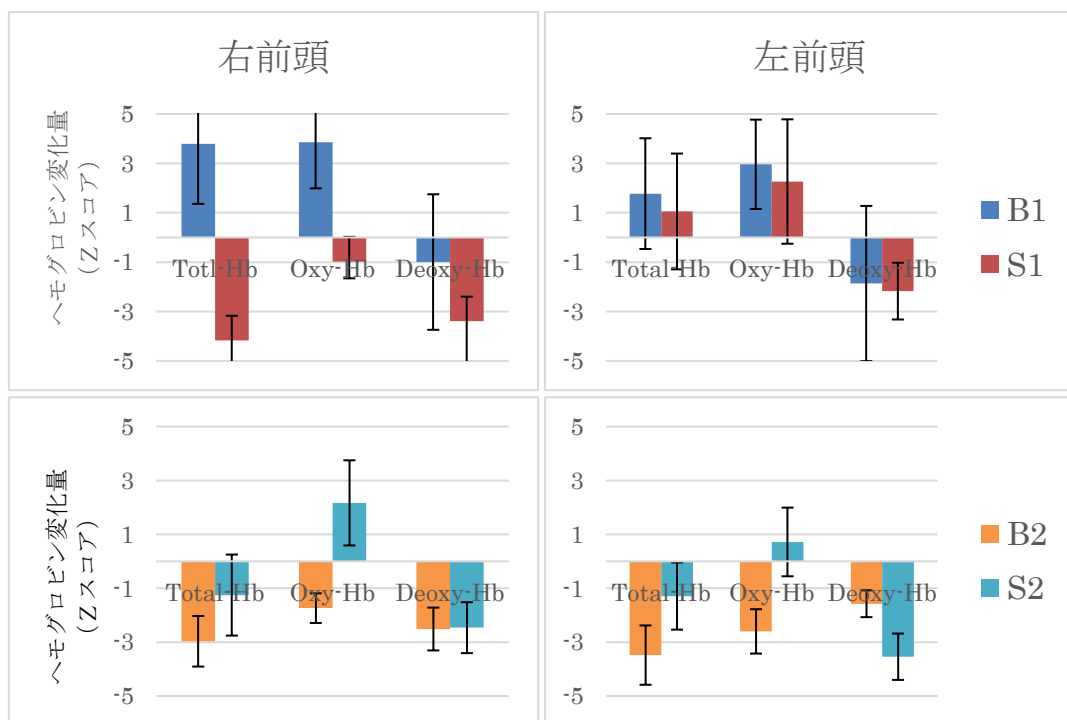 右前頭
ヘモグロビン変化量
（Zスコア）
5
3
1
-1
-3
-5
Totl-Hb
Oxy-Hb
Deoxy-Hb
左前頭
5
3
1
-1
-3
-5
Total-Hb
Oxy-Hb
Deoxy-Hb
B1
S1
ヘモグロビン変化量
（Zスコア）
5
3
1
-1
-3
-5
Total-Hb
Oxy-Hb
Deoxy-Hb
5
3
1
-1
-3
-5
Total-Hb
Oxy-Hb
Deoxy-Hb
B2
S2